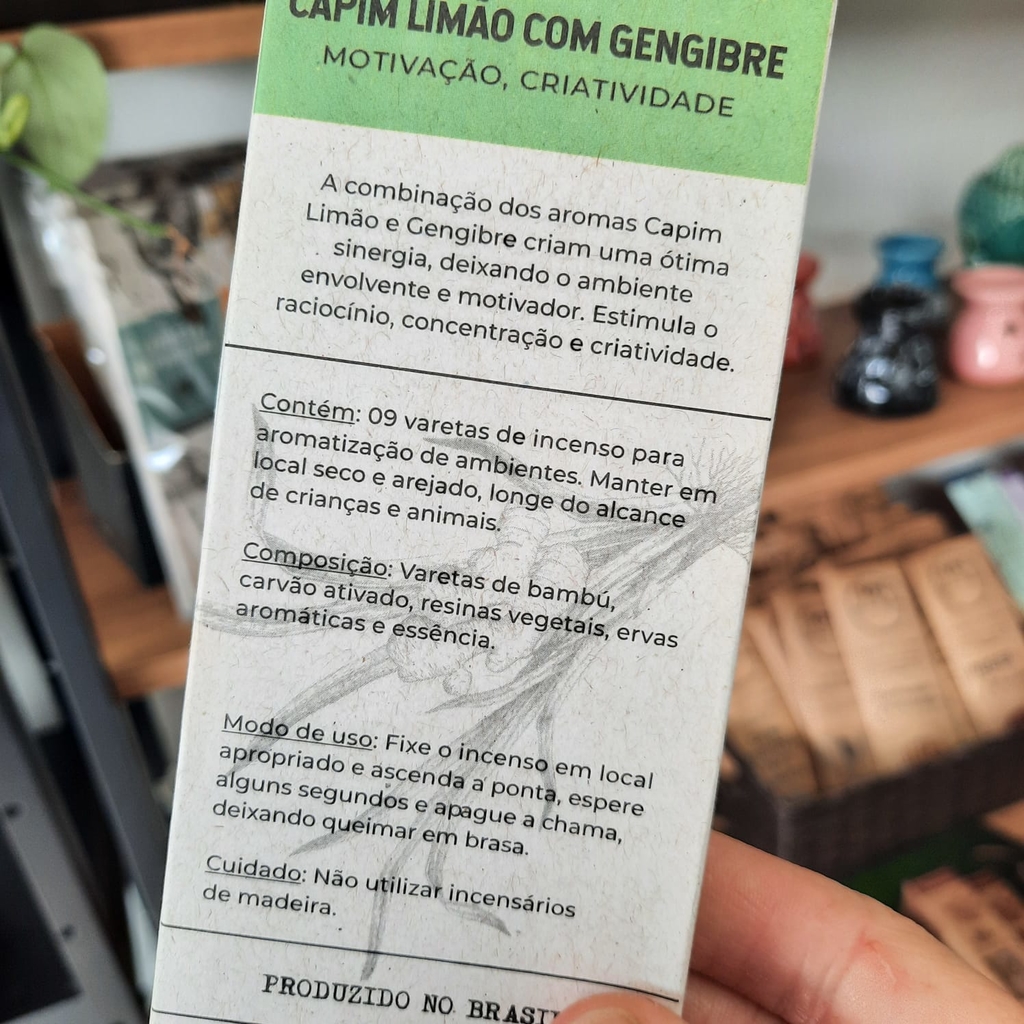 CAPIM LIMÃO COM GENGIBRE
MOTIVAÇÃO, CRIATIVIDADE
A combinação dos aromas Capim
Limão e Gengibre criam uma ótima
sinergia, deixando o ambiente
envolvente e motivador. Estimula o
raciocínio, concentração e criatividade.
Contém: 09 varetas de incenso para
aromatização de ambientes. Manter em
local seco e arejado, longe do alcance
de crianças e animais.
Composição: Varetas de bambú,
carvão ativado, resinas vegetais, ervas
aromáticas e essência.
Modo de uso: Fixe o incenso em local
apropriado e ascenda a ponta, espere
alguns segundos e apague a chama,
deixando queimar em brasa.
Cuidado: Não utilizar incensários
de madeira.
PRODUZIDO NO BRASIL